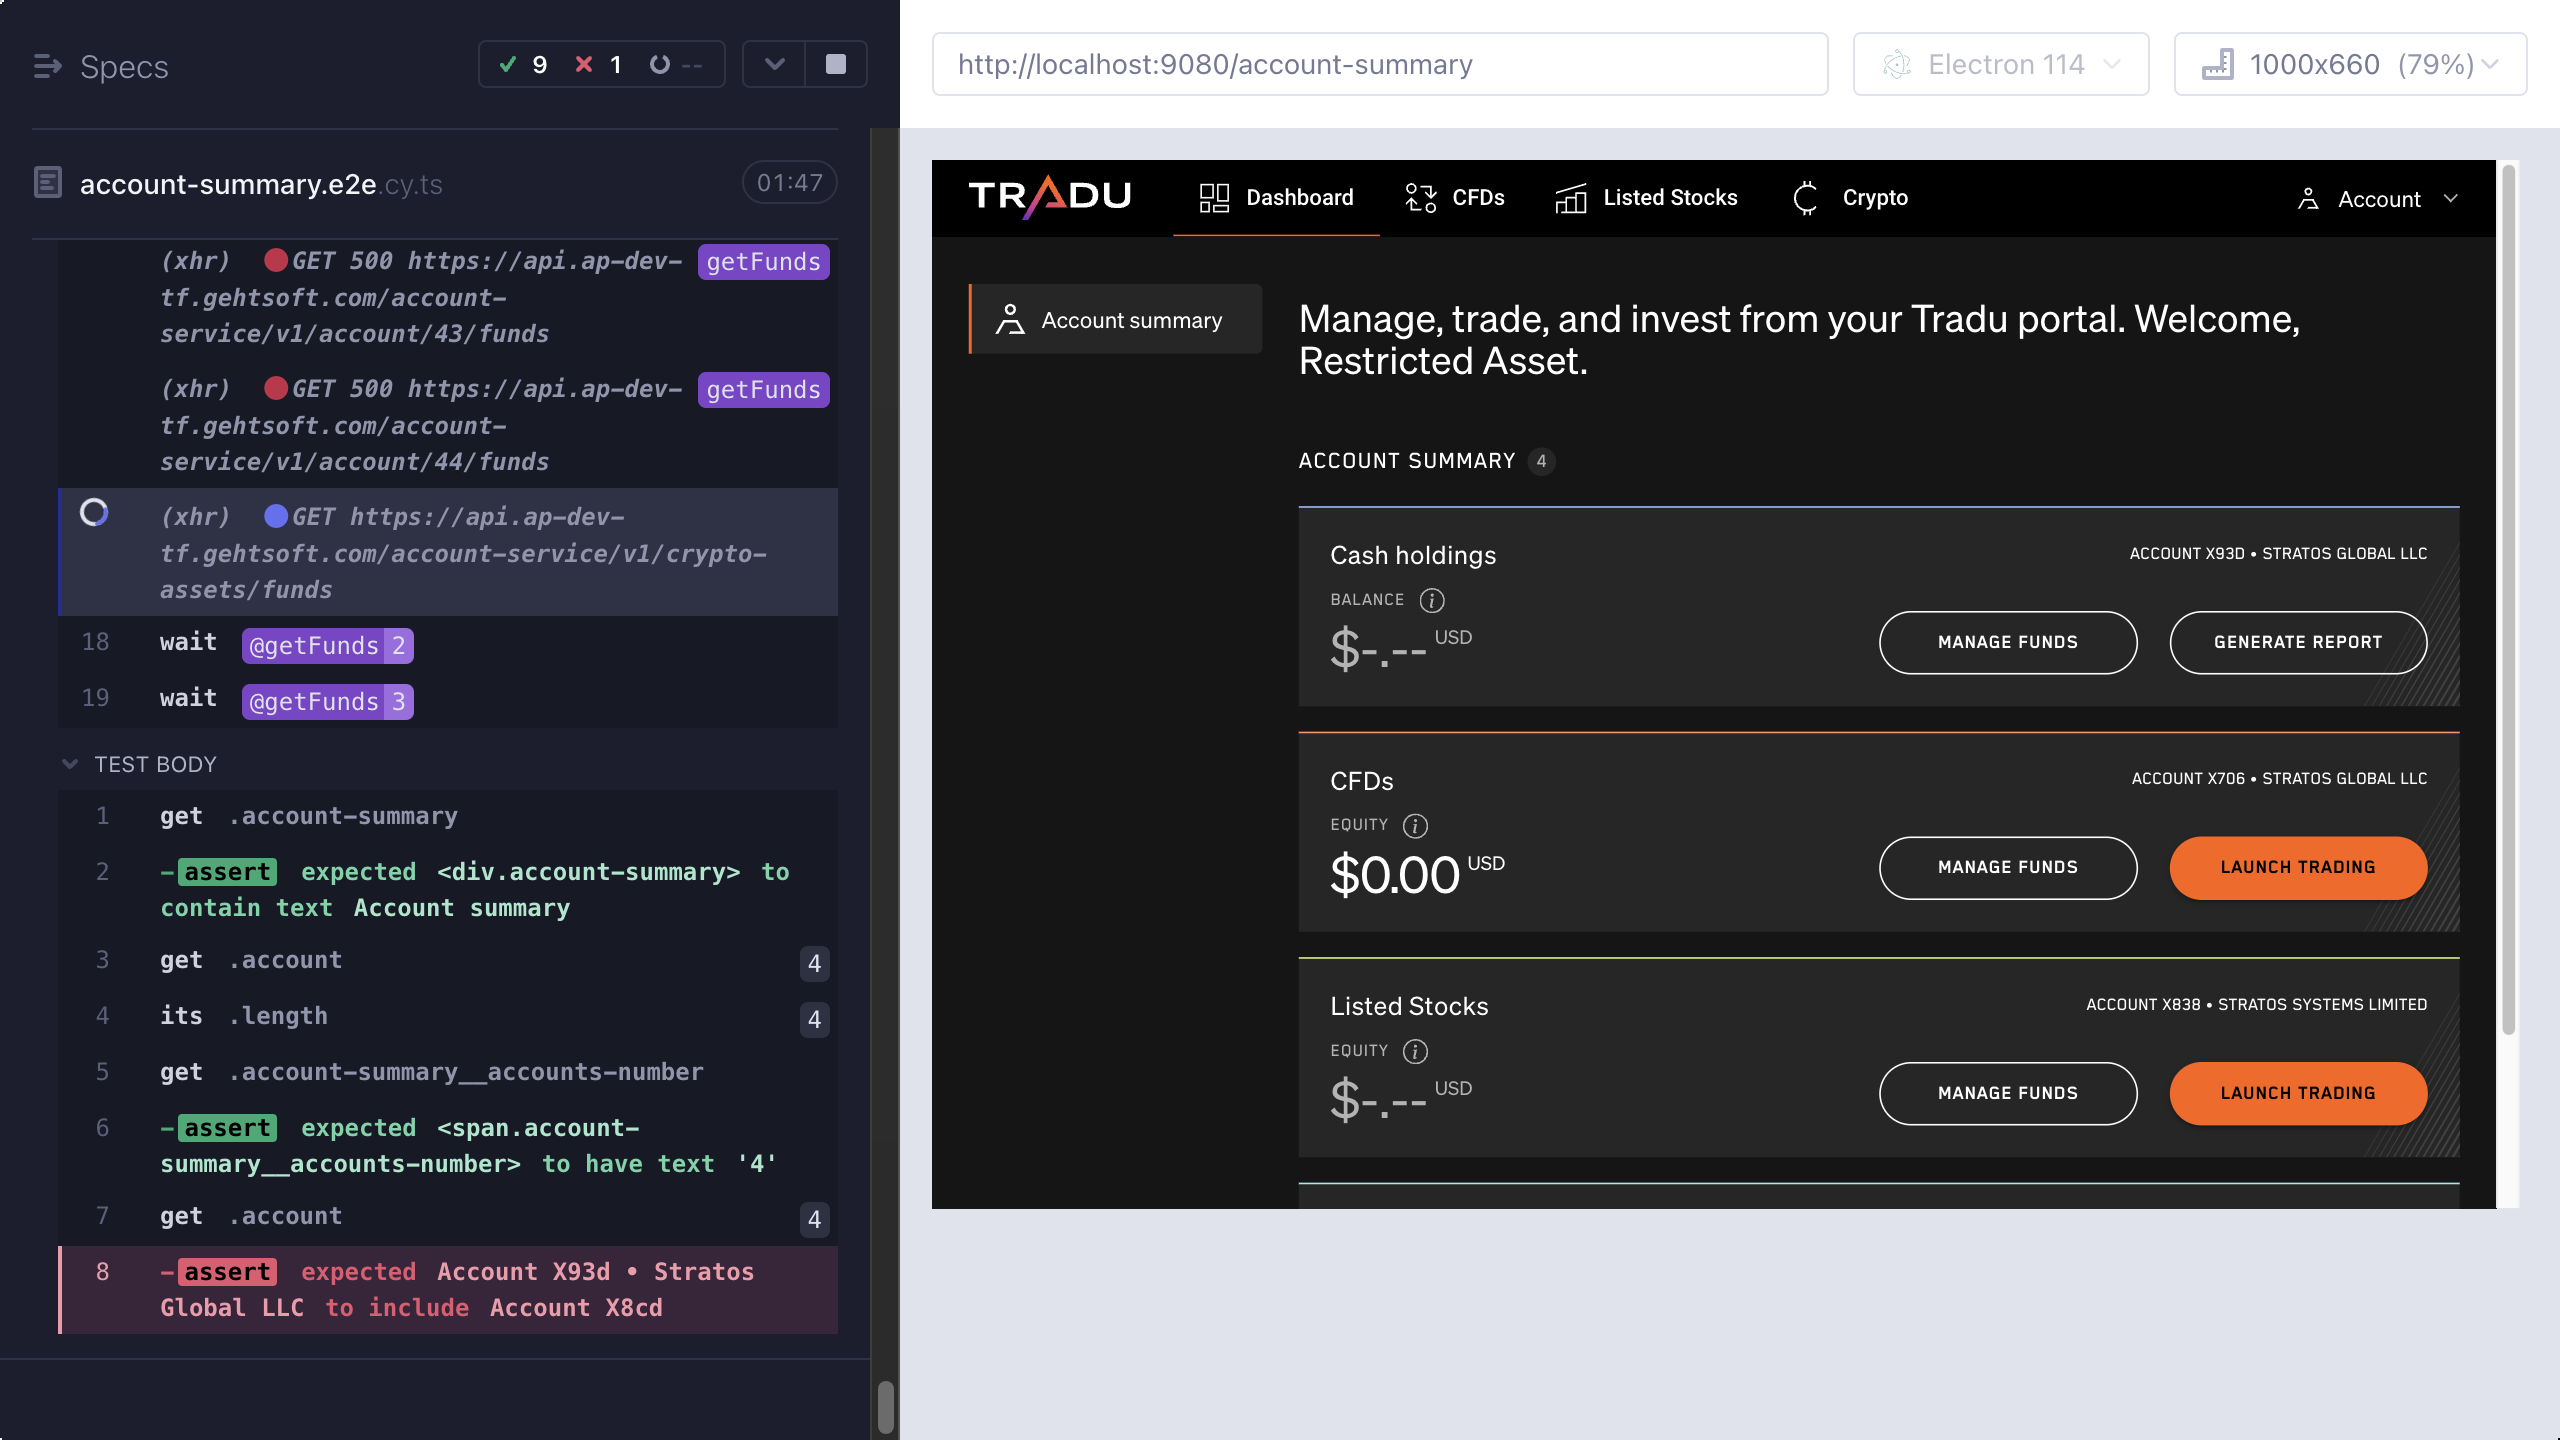 Specs
9
1
--
account-summary.e2e.cy.ts
01:47
(xhr) GET 500 https://api.ap-dev- getFunds
tf.gehtsoft.com/account-
service/v1/account/43/funds
(xhr) GET 500 https://api.ap-dev- getFunds
tf.gehtsoft.com/account-
service/v1/account/44/funds
(xhr) GET https://api.ap-dev-
tf.gehtsoft.com/account-service/v1/crypto-
assets/funds
18 wait @getFunds 2
19 wait @getFunds 3
TEST BODY
1 get .account-summary
2 -assert expected <div.account-summary> to
contain text Account summary
3 get .account 4
4 its .length 4
5 get .account-summary__accounts-number
6 -assert expected <span.account-
summary__accounts-number> to have text '4'
7 get .account 4
8 -assert expected Account X93d • Stratos
Global LLC to include Account X8cd
http://localhost:9080/account-summary
Electron 114
1000x660 (79%)
TRADU
Dashboard
CFDs
Listed Stocks
Crypto
Account
Account summary
Manage, trade, and invest from your Tradu portal. Welcome,
Restricted Asset.
ACCOUNT SUMMARY 4
Cash holdings
ACCOUNT X93D • STRATOS GLOBAL LLC
BALANCE i
$-.-- USD
MANAGE FUNDS
GENERATE REPORT
CFDs
ACCOUNT X706 • STRATOS GLOBAL LLC
EQUITY i
$0.00 USD
MANAGE FUNDS
LAUNCH TRADING
Listed Stocks
ACCOUNT X838 • STRATOS SYSTEMS LIMITED
EQUITY i
$-.-- USD
MANAGE FUNDS
LAUNCH TRADING